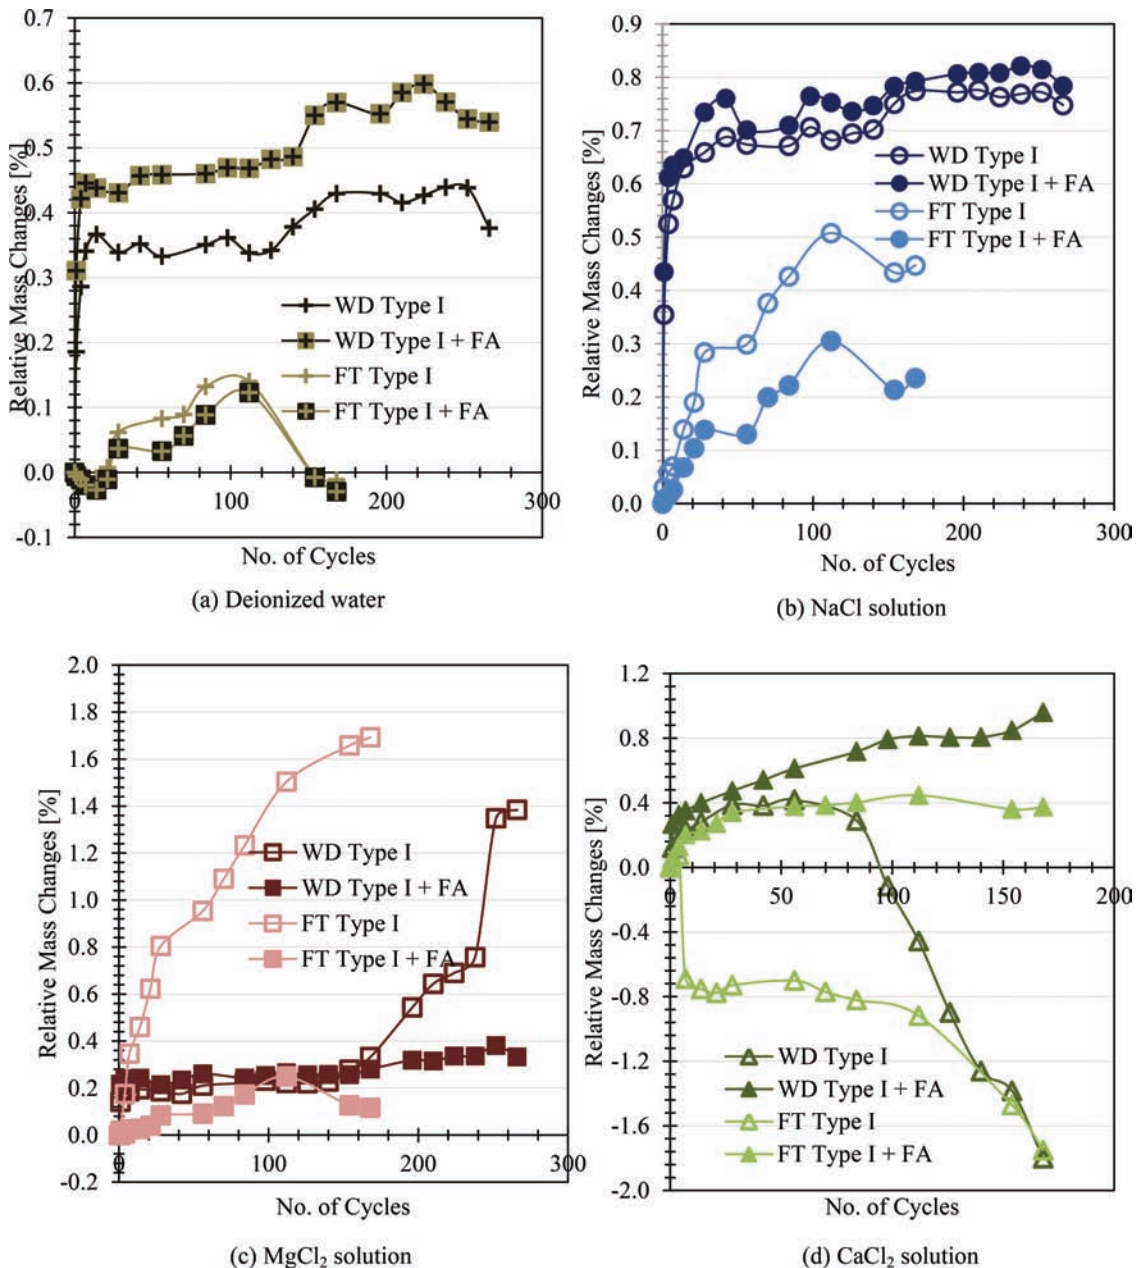 0.7
0.6
0.5
0.4
0.3
0.2
0.1
0.0
-0.1
0
100
200
300
Relative Mass Changes [%]
WD Type I
WD Type I + FA
FT Type I
FT Type I + FA
No. of Cycles
(a) Deionized water
0.9
0.8
0.7
0.6
0.5
0.4
0.3
0.2
0.1
0.0
0
100
200
300
Relative Mass Changes [%]
WD Type I
WD Type I + FA
FT Type I
FT Type I + FA
No. of Cycles
(b) NaCl solution
2.0
1.8
1.6
1.4
1.2
1.0
0.8
0.6
0.4
0.2
0.0
-0.2
0
100
200
300
Relative Mass Changes [%]
WD Type I
WD Type I + FA
FT Type I
FT Type I + FA
No. of Cycles
(c) MgCl₂ solution
1.2
0.8
0.4
0.0
-0.4
-0.8
-1.2
-1.6
-2.0
0
50
100
150
200
Relative Mass Changes [%]
WD Type I
WD Type I + FA
FT Type I
FT Type I + FA
No. of Cycles
(d) CaCl₂ solution